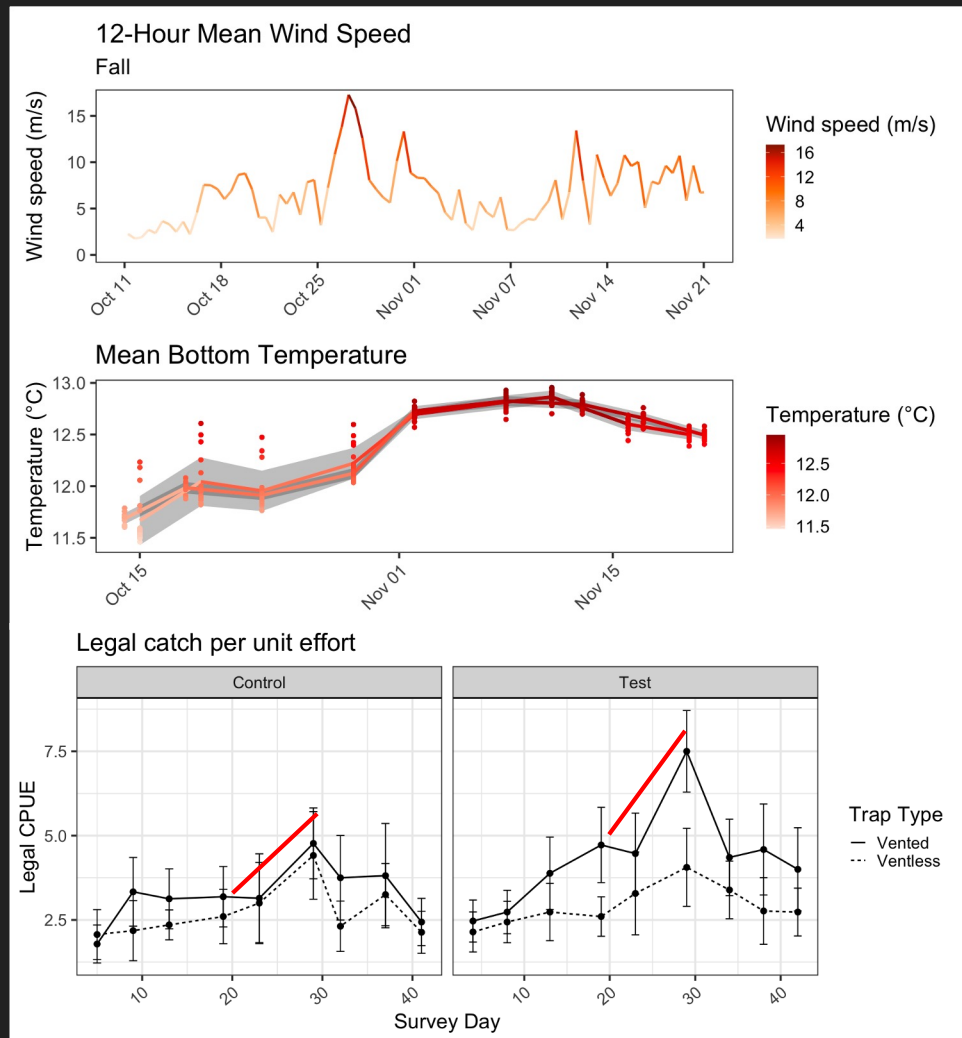 12-Hour Mean Wind Speed
Fall
Wind speed (m/s)
15
10
5
0
Oct 11
Oct 18
Oct 25
Nov 01
Nov 07
Nov 14
Nov 21
Wind speed (m/s)
16
12
8
4
Mean Bottom Temperature
Temperature (°C)
13.0
12.5
12.0
11.5
Oct 15
Nov 01
Nov 15
Temperature (°C)
12.5
12.0
11.5
Legal catch per unit effort
Control
Test
Legal CPUE
7.5
5.0
2.5
10
20
30
40
10
20
30
40
Survey Day
Trap Type
Vented
Ventless